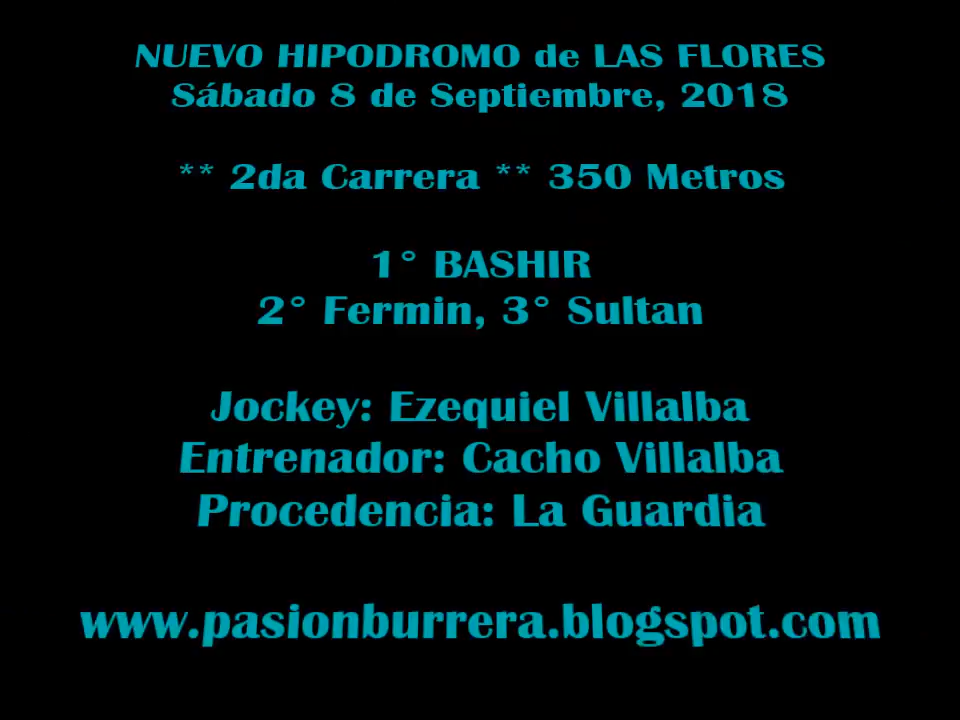 NUEVO HIPODROMO de LAS FLORES
Sábado 8 de Septiembre, 2018
** 2da Carrera ** 350 Metros
1° BASHIR
2° Fermin, 3° Sultan
Jockey: Ezequiel Villalba
Entrenador: Cacho Villalba
Procedencia: La Guardia
www.pasionburrera.blogspot.com